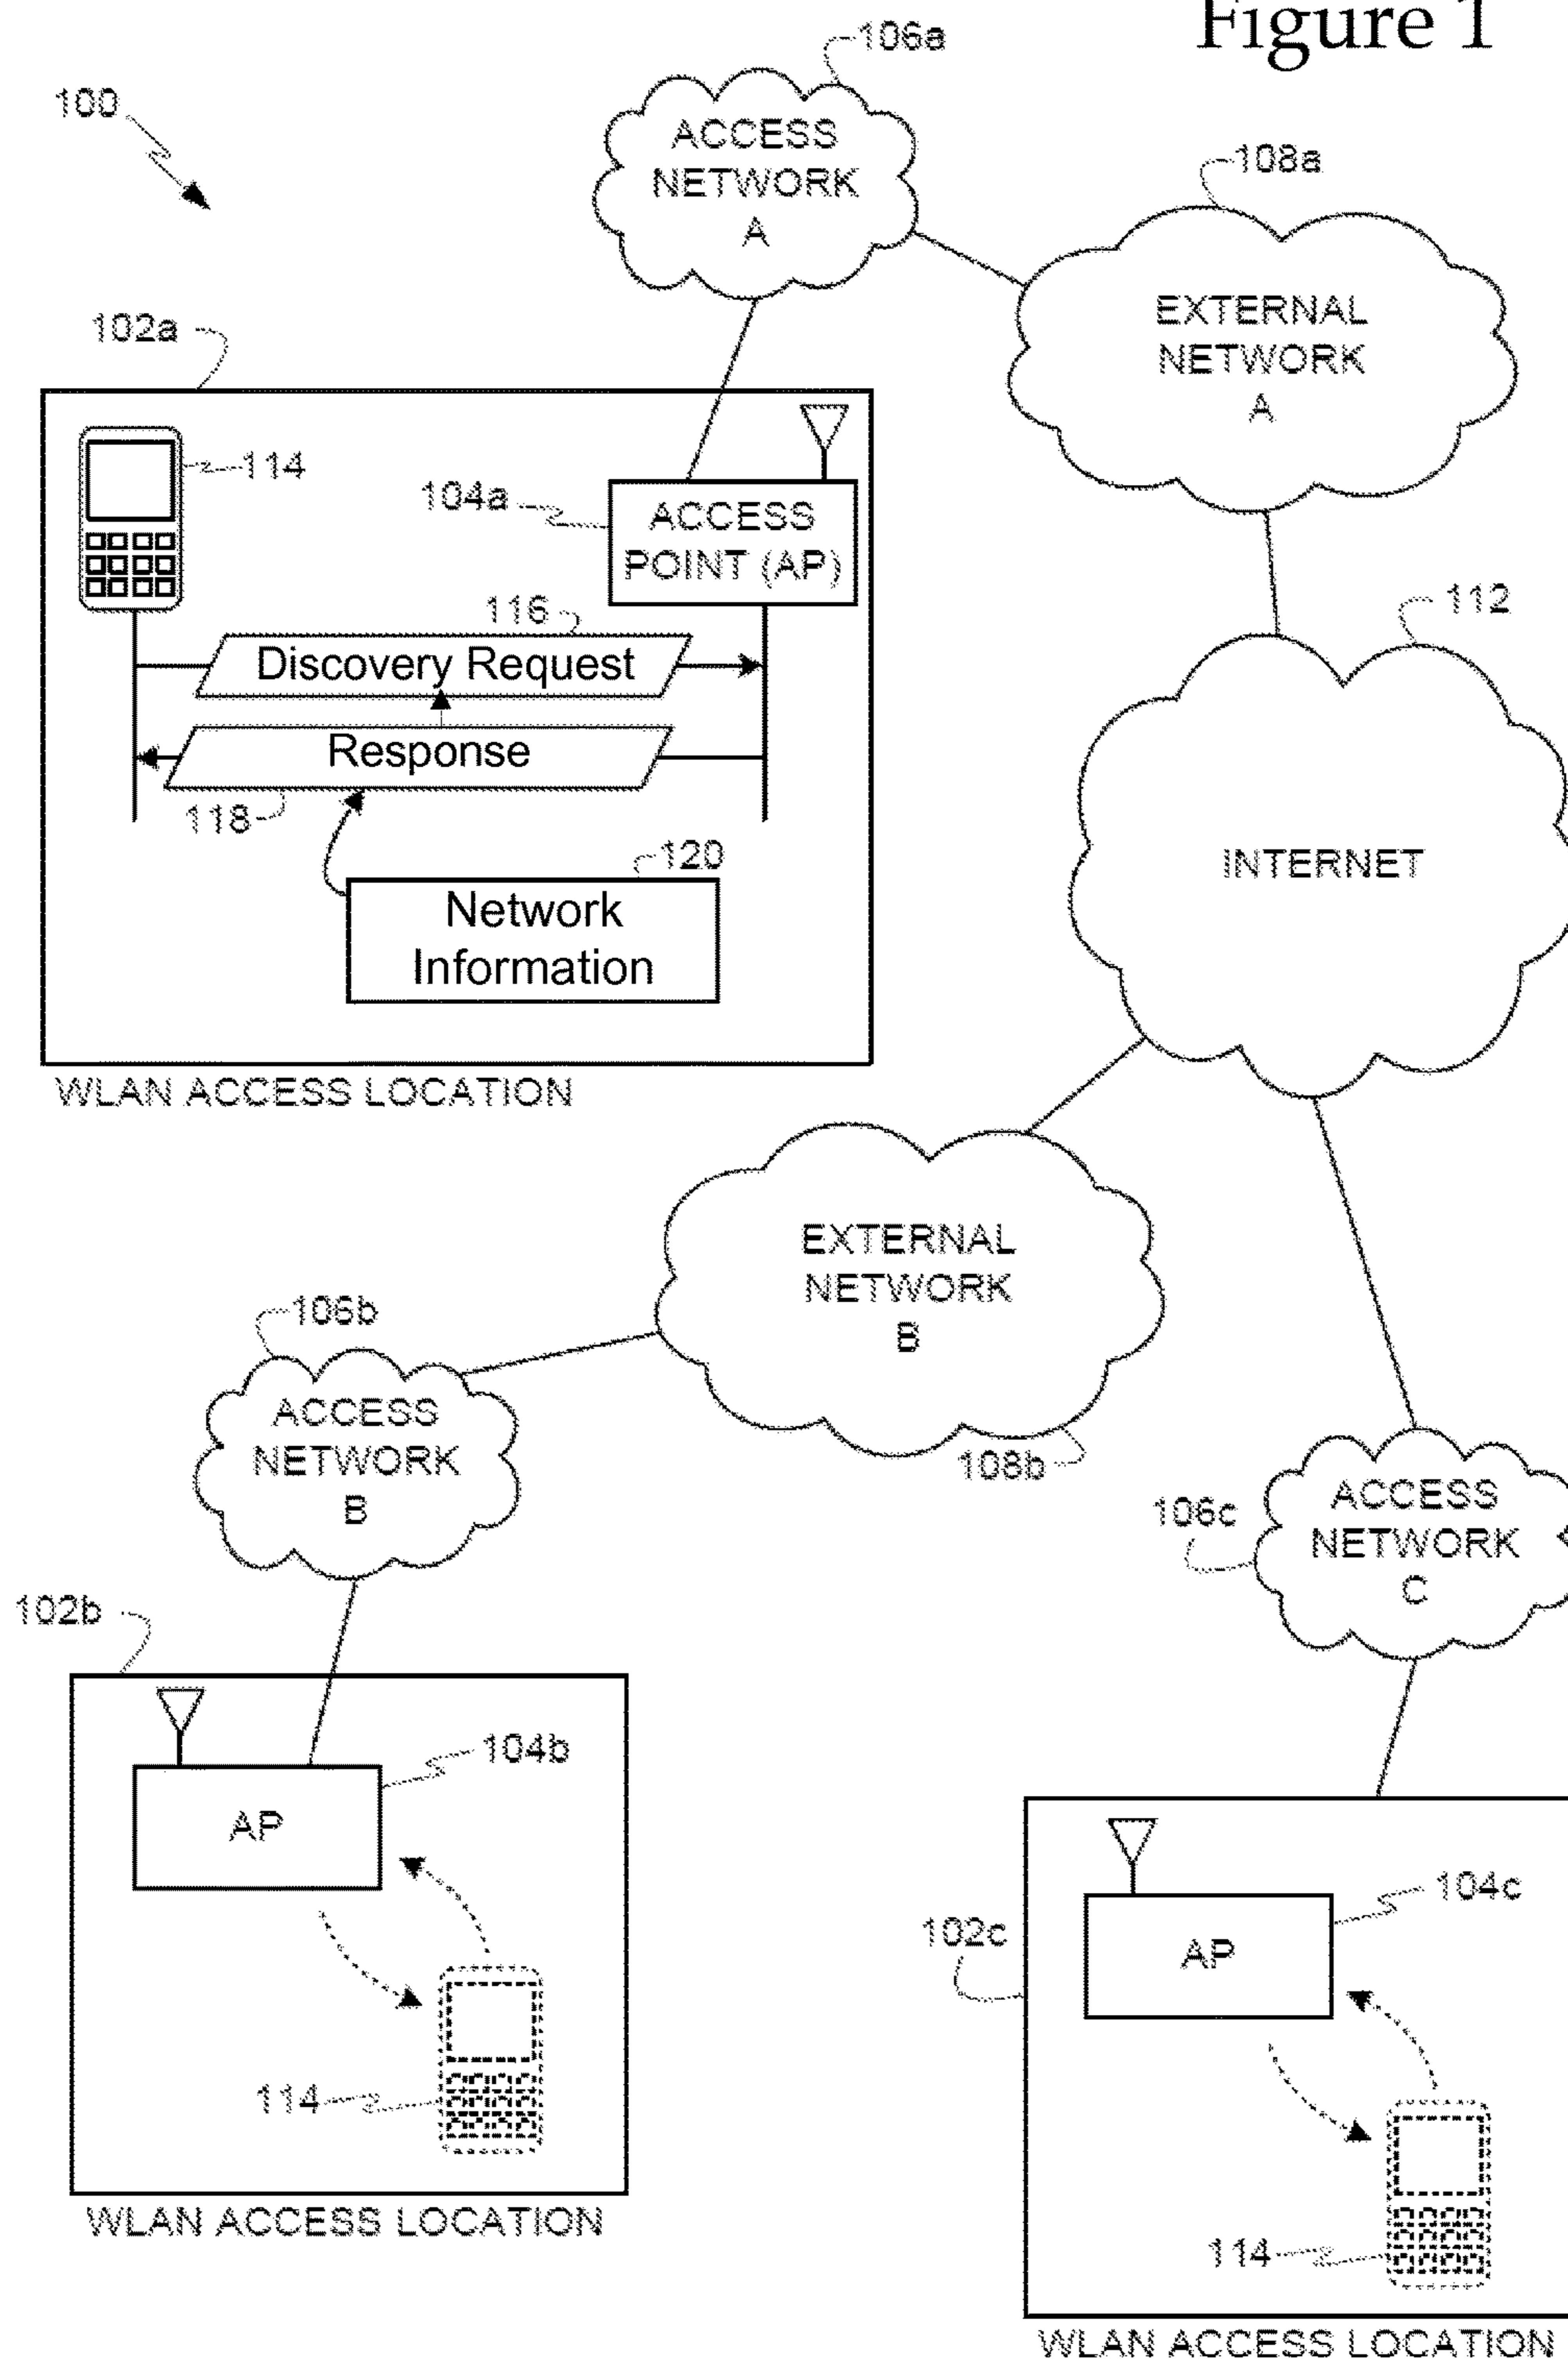 Figure 1
106a
100
ACCESS
NETWORK
A
108a
EXTERNAL
NETWORK
A
102a
114
104a
ACCESS
POINT (AP)
116
Discovery Request
Response
118
120
Network
Information
WLAN ACCESS LOCATION
112
INTERNET
EXTERNAL
NETWORK
B
108b
106b
ACCESS
NETWORK
B
106c
ACCESS
NETWORK
C
102b
104b
AP
114
WLAN ACCESS LOCATION
102c
104c
AP
114
WLAN ACCESS LOCATION